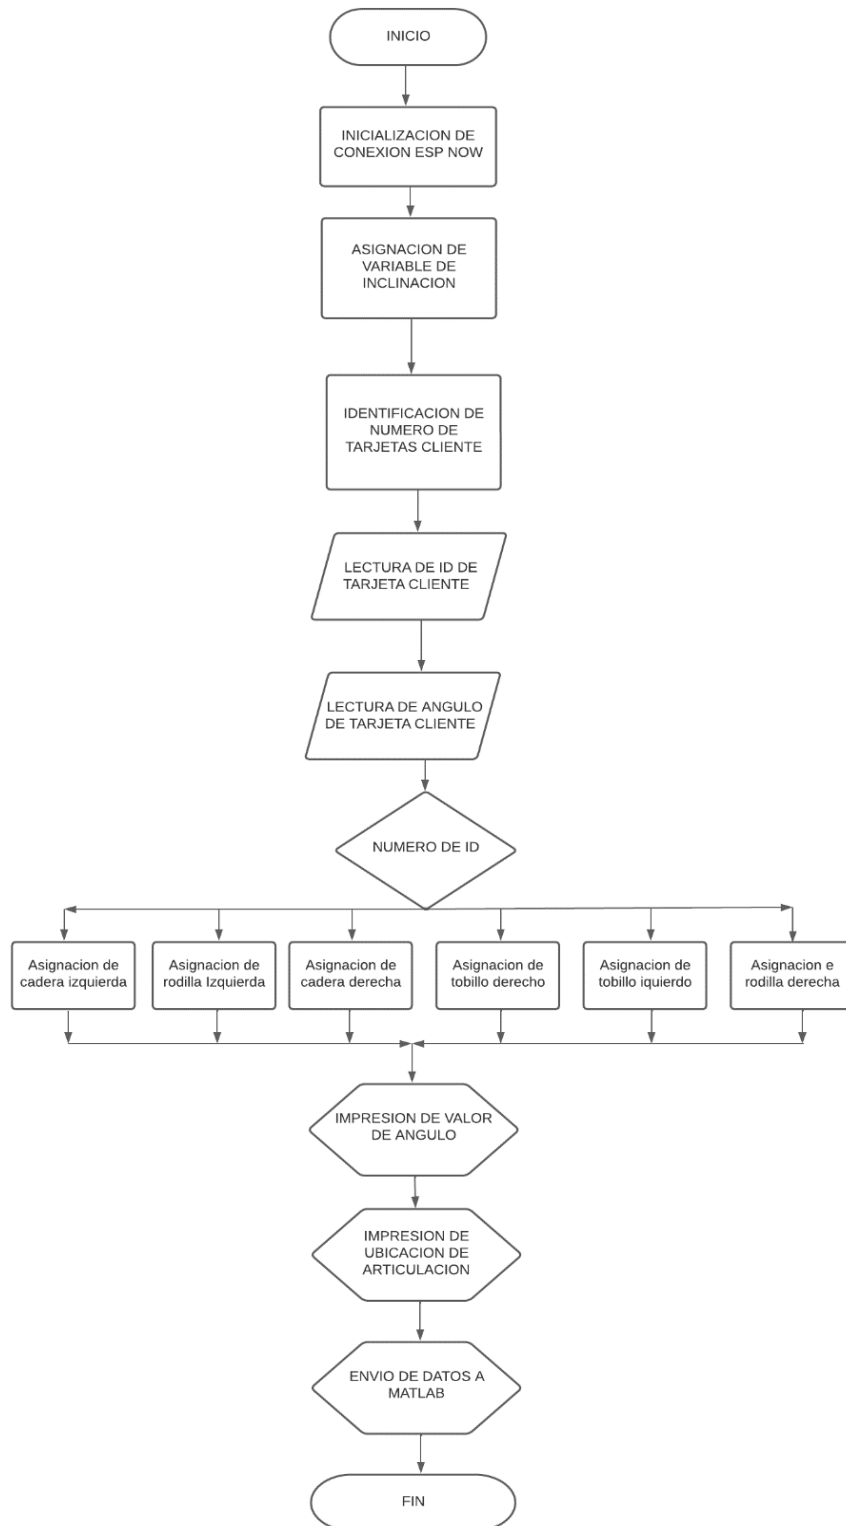 INICIO
INICIALIZACION DE
CONEXION ESP NOW
ASIGNACION DE
VARIABLE DE
INCLINACION
IDENTIFICACION DE
NUMERO DE
TARJETAS CLIENTE
LECTURA DE ID DE
TARJETA CLIENTE
LECTURA DE ANGULO
DE TARJETA CLIENTE
NUMERO DE ID
Asignacion de
cadera izquierda
Asignacion de
rodilla Izquierda
Asignacion de
cadera derecha
Asignacion de
tobillo derecho
Asignacion de
tobillo iquierdo
Asignacion e
rodilla derecha
IMPRESION DE VALOR
DE ANGULO
IMPRESION DE
UBICACION DE
ARTICULACION
ENVIO DE DATOS A
MATLAB
FIN